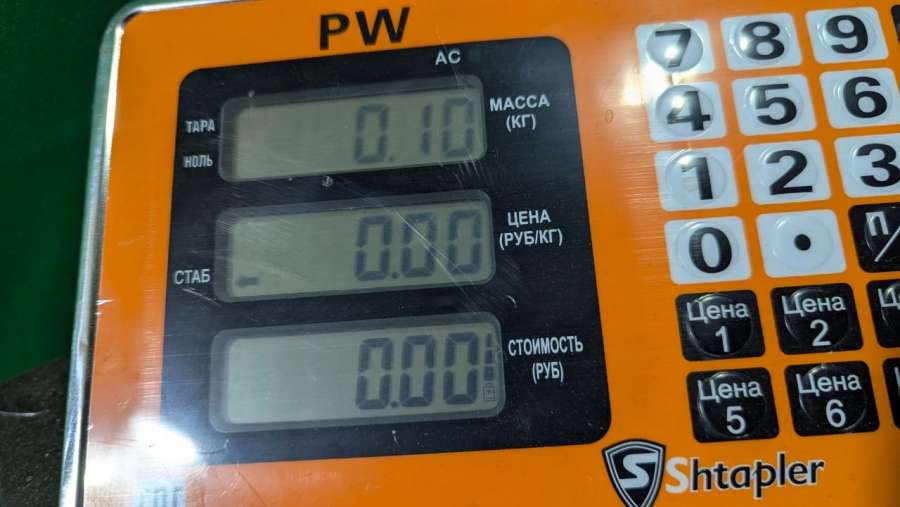 PW
AC
ТАРА
НОЛЬ
0.10
МАССА
(КГ)
СТАБ
0.00
ЦЕНА
(РУБ/КГ)
0.00
СТОИМОСТЬ
(РУБ)
7 8 9
4 5 6
1 2 3
0 • П/
Цена 1
Цена 2
Цена 5
Цена 6
S Shtapler